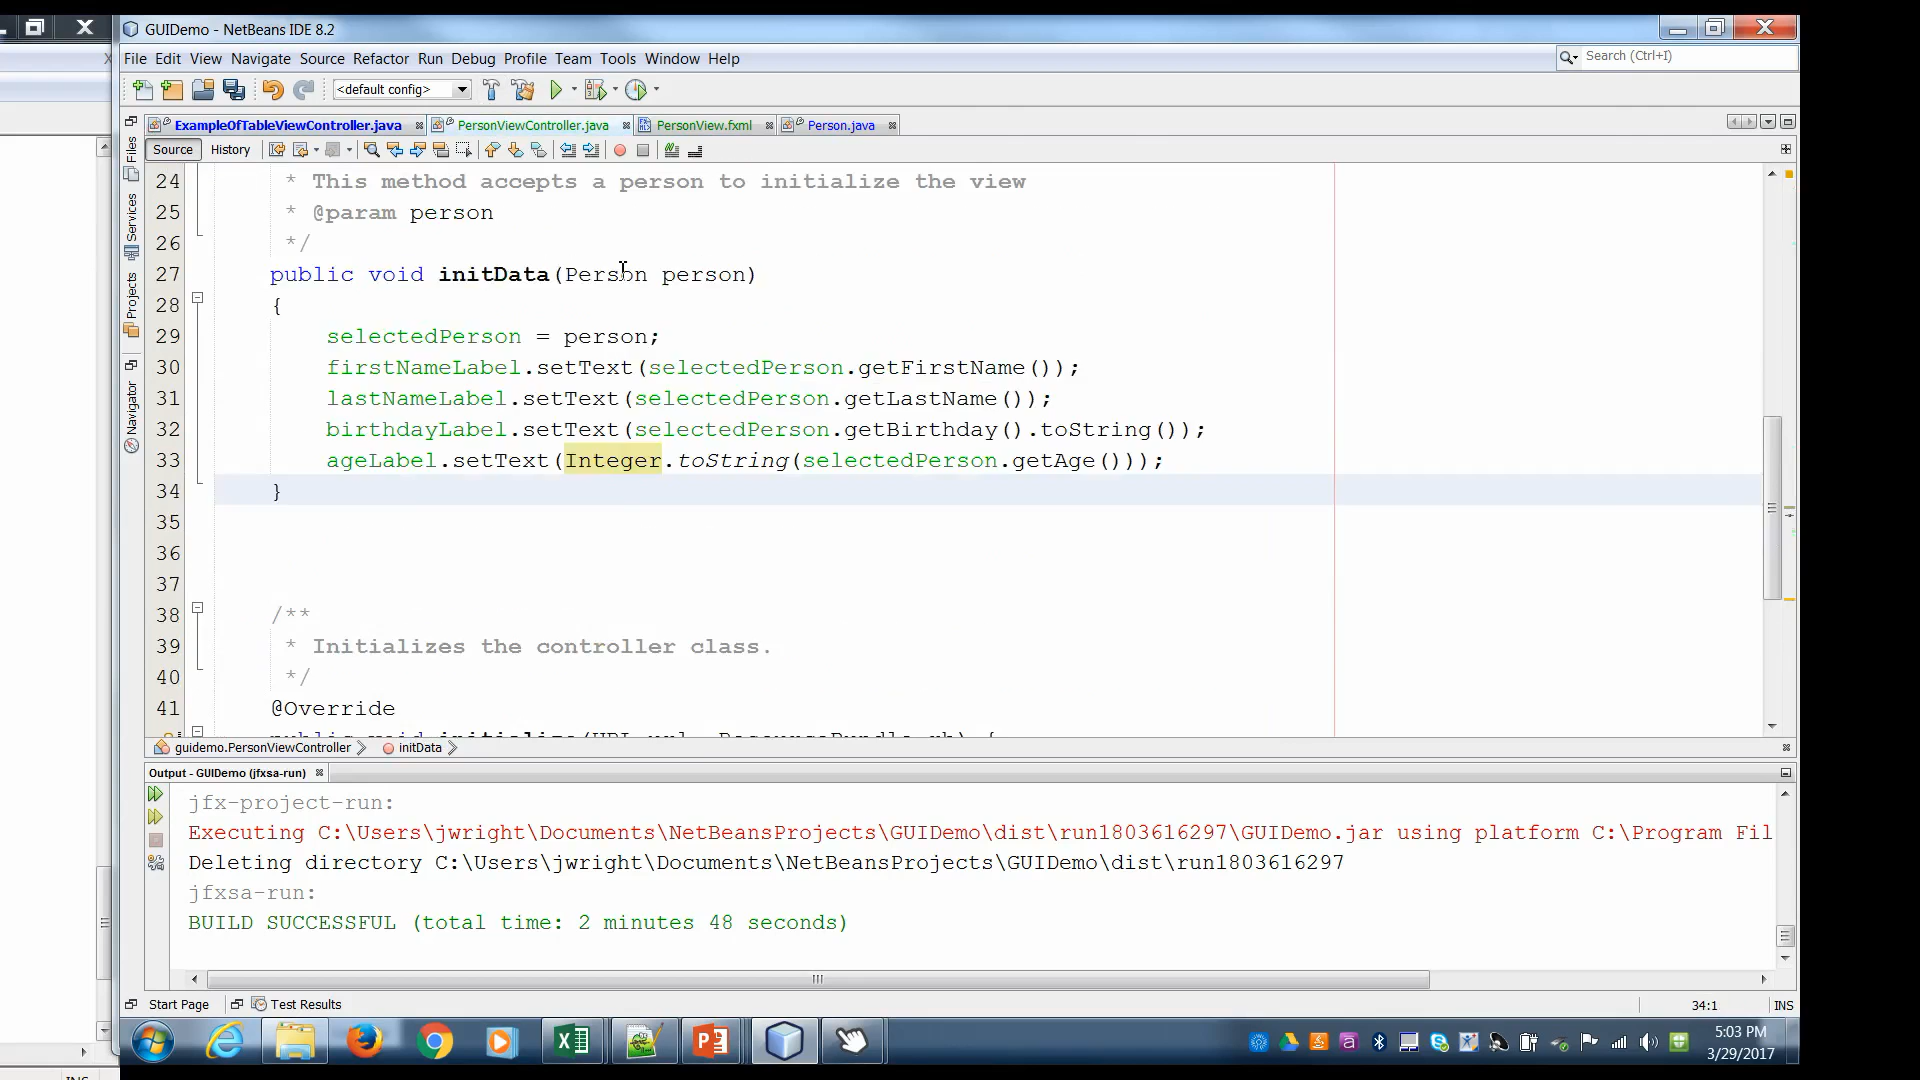 GUIDemo - NetBeans IDE 8.2
File Edit View Navigate Source Refactor Run Debug Profile Team Tools Window Help
Search (Ctrl+I)
<default config>
ExampleOfTableViewController.java PersonViewController.java PersonView.fxml Person.java
Source History
Files
Services
Projects
Navigator
24 * This method accepts a person to initialize the view
25 * @param person
26 */
27 public void initData(Person person)
28 {
29 selectedPerson = person;
30 firstNameLabel.setText(selectedPerson.getFirstName());
31 lastNameLabel.setText(selectedPerson.getLastName());
32 birthdayLabel.setText(selectedPerson.getBirthday().toString());
33 ageLabel.setText(Integer.toString(selectedPerson.getAge()));
34 }
35
36
37
38 /**
39 * Initializes the controller class.
40 */
41 @Override
public void initialize(URL url, ResourceBundle rb) {
guidemo.PersonViewController initData
Output - GUIDemo (jfxsa-run)
jfx-project-run:
Executing C:\Users\jwright\Documents\NetBeansProjects\GUIDemo\dist\run1803616297\GUIDemo.jar using platform C:\Program Fil
Deleting directory C:\Users\jwright\Documents\NetBeansProjects\GUIDemo\dist\run1803616297
jfxsa-run:
BUILD SUCCESSFUL (total time: 2 minutes 48 seconds)
Start Page Test Results
34:1 INS
5:03 PM
3/29/2017